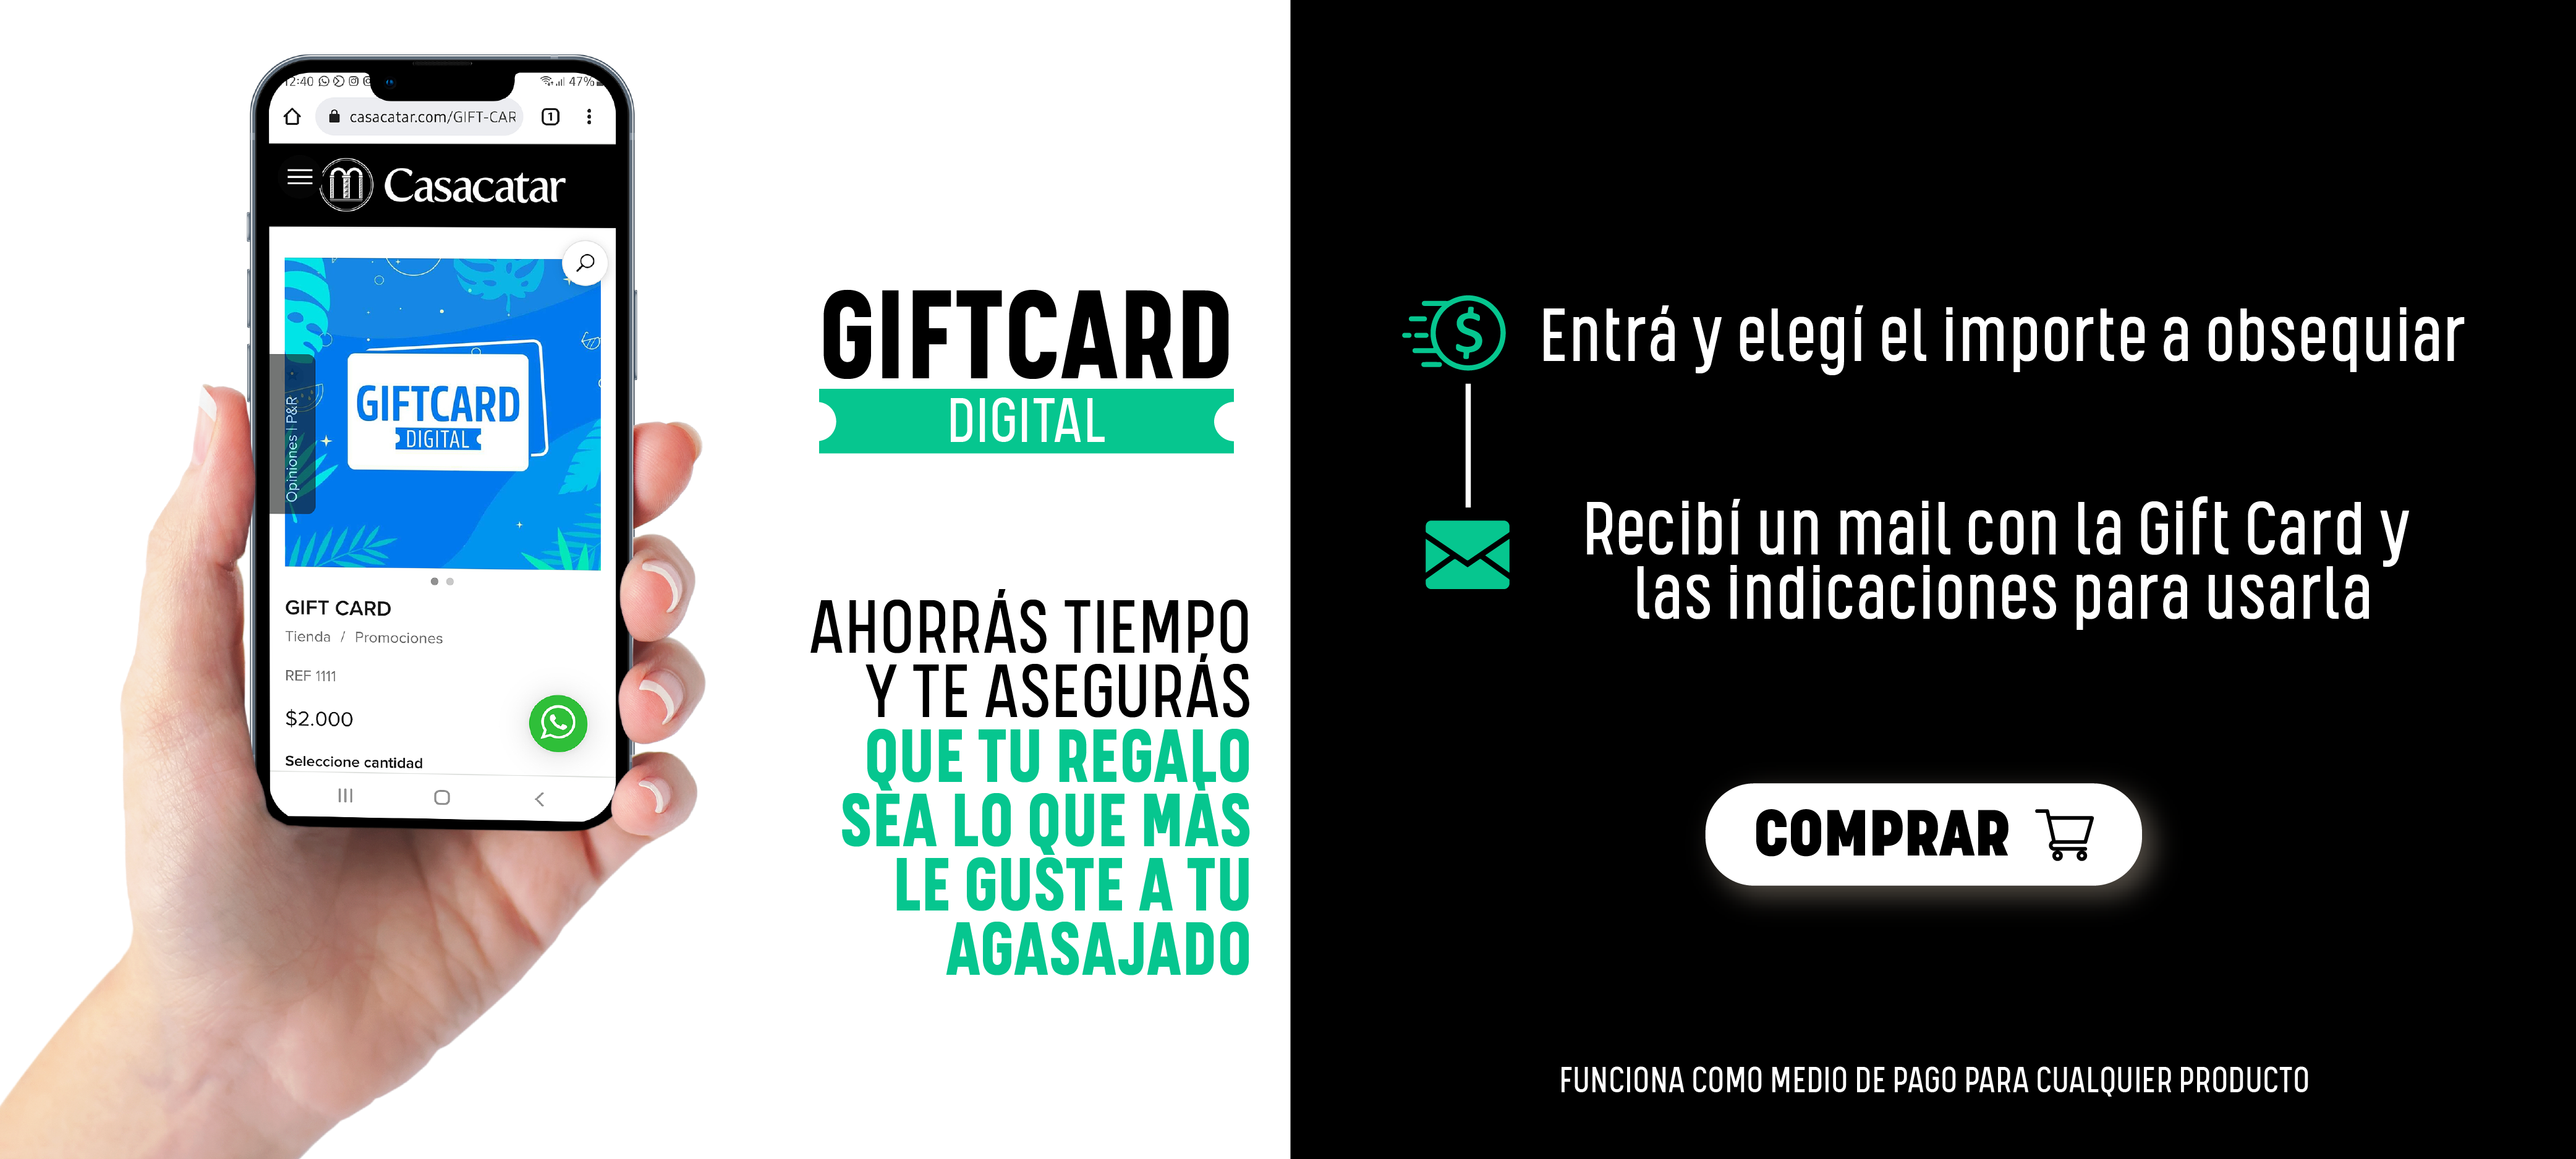 12:40
47%
casacatar.com/GIFT-CAR
1
Casacatar
GIFTCARD
DIGITAL
Opiniones | P&R
GIFT CARD
Tienda / Promociones
REF 1111
$2.000
Seleccione cantidad
GIFTCARD
DIGITAL
AHORRÁS TIEMPO
Y TE ASEGURÁS
QUE TU REGALO
SEA LO QUE MÁS
LE GUSTE A TU
AGASAJADO
$
Entrá y elegí el importe a obsequiar
Recibí un mail con la Gift Card y
las indicaciones para usarla
COMPRAR
FUNCIONA COMO MEDIO DE PAGO PARA CUALQUIER PRODUCTO